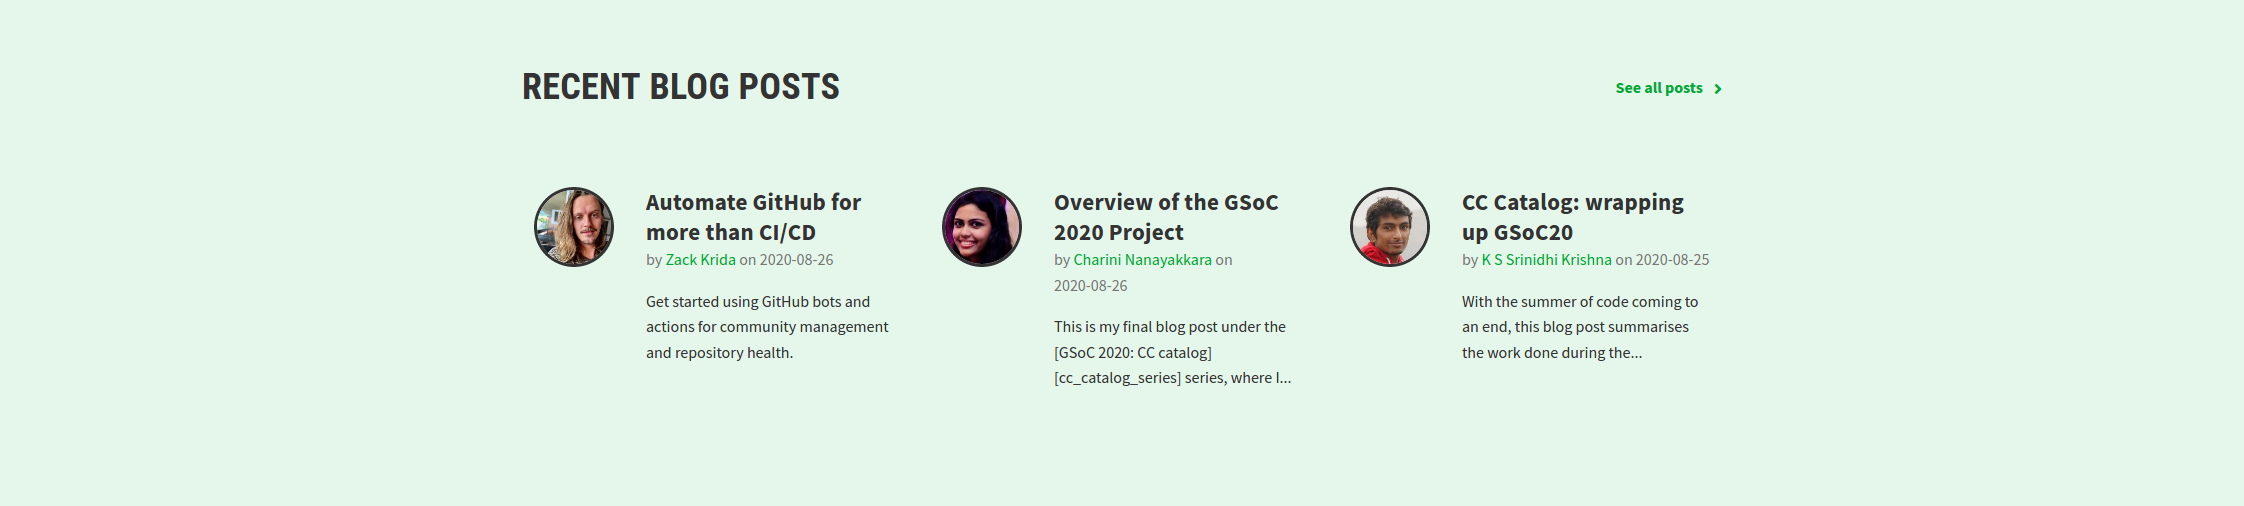 RECENT BLOG POSTS
See all posts
Automate GitHub for
more than CI/CD
by Zack Krida on 2020-08-26
Get started using GitHub bots and
actions for community management
and repository health.
Overview of the GSoC
2020 Project
by Charini Nanayakkara on
2020-08-26
This is my final blog post under the
[GSoC 2020: CC catalog]
[cc_catalog_series] series, where I...
CC Catalog: wrapping
up GSoC20
by K S Srinidhi Krishna on 2020-08-25
With the summer of code coming to
an end, this blog post summarises
the work done during the...